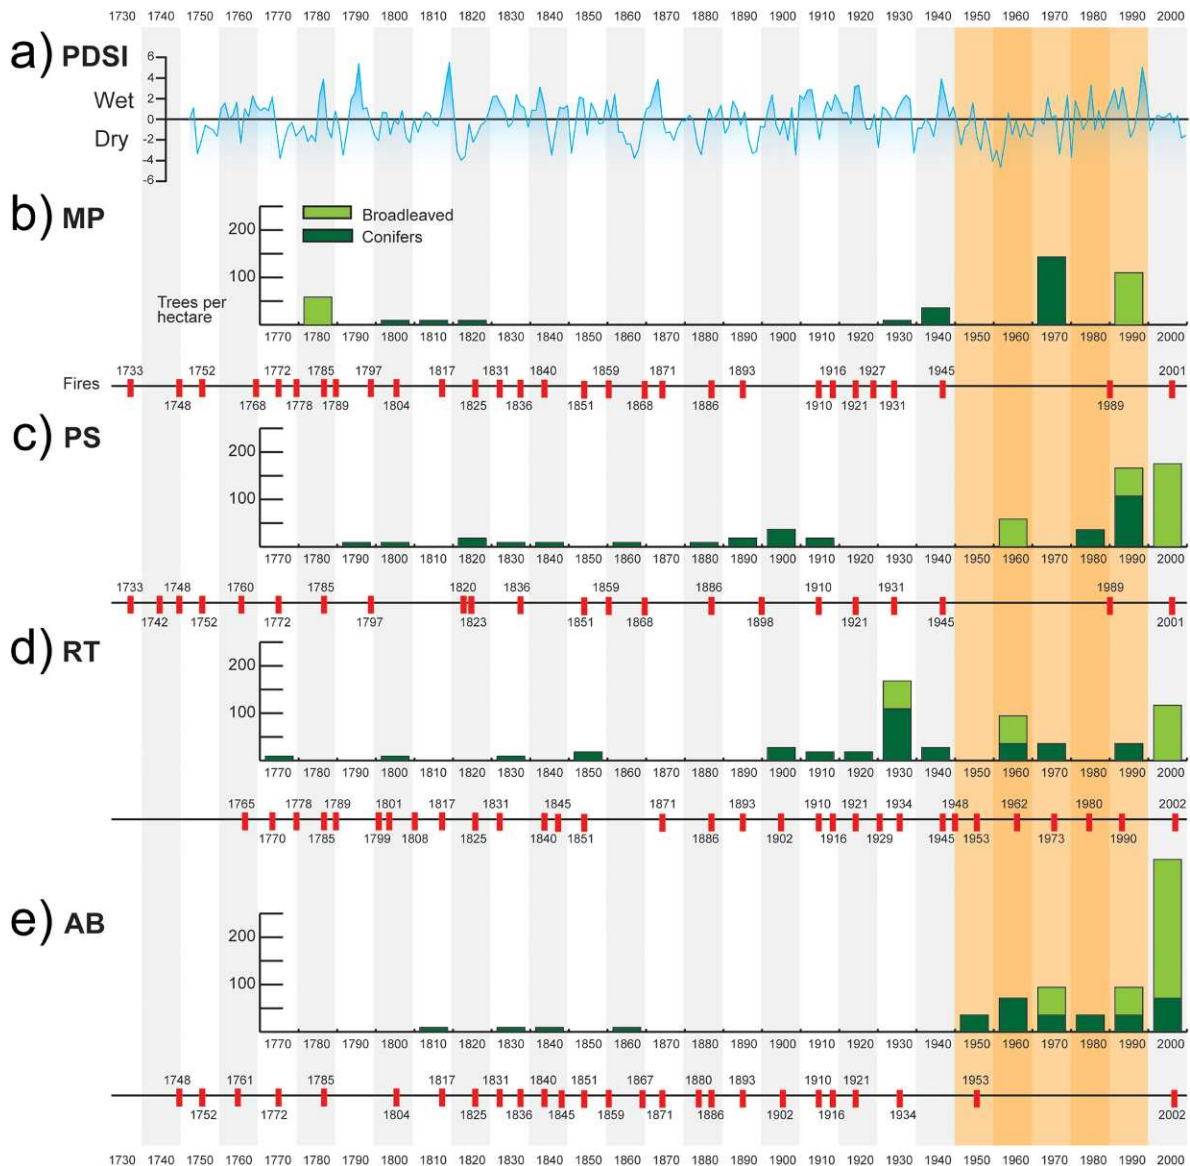 1730 1740 1750 1760 1770 1780 1790 1800 1810 1820 1830 1840 1850 1860 1870 1880 1890 1900 1910 1920 1930 1940 1950 1960 1970 1980 1990 2000
a) PDSI
6
4
Wet
2
0
Dry
-2
-4
-6
b) MP
200
Broadleaved
Conifers
100
Trees per
hectare
1770 1780 1790 1800 1810 1820 1830 1840 1850 1860 1870 1880 1890 1900 1910 1920 1930 1940 1950 1960 1970 1980 1990 2000
1733 1752 1772 1785 1797 1817 1831 1840 1859 1871 1893 1916 1927 1945 2001
Fires
1748 1768 1778 1789 1804 1825 1836 1851 1868 1886 1910 1921 1931 1989
c) PS
200
100
1770 1780 1790 1800 1810 1820 1830 1840 1850 1860 1870 1880 1890 1900 1910 1920 1930 1940 1950 1960 1970 1980 1990 2000
1733 1748 1760 1785 1820 1836 1859 1886 1910 1931 1989
1742 1752 1772 1797 1823 1851 1868 1898 1921 1945 2001
d) RT
200
100
1770 1780 1790 1800 1810 1820 1830 1840 1850 1860 1870 1880 1890 1900 1910 1920 1930 1940 1950 1960 1970 1980 1990 2000
1765 1778 1789 1801 1817 1831 1845 1871 1893 1910 1921 1934 1948 1962 1980 2002
1770 1785 1799 1808 1825 1840 1851 1886 1902 1916 1929 1945 1953 1973 1990
e) AB
200
100
1770 1780 1790 1800 1810 1820 1830 1840 1850 1860 1870 1880 1890 1900 1910 1920 1930 1940 1950 1960 1970 1980 1990 2000
1748 1761 1785 1817 1831 1840 1851 1867 1880 1893 1910 1921 1953
1752 1772 1804 1825 1836 1845 1859 1871 1886 1902 1916 1934 2002
1730 1740 1750 1760 1770 1780 1790 1800 1810 1820 1830 1840 1850 1860 1870 1880 1890 1900 1910 1920 1930 1940 1950 1960 1970 1980 1990 2000